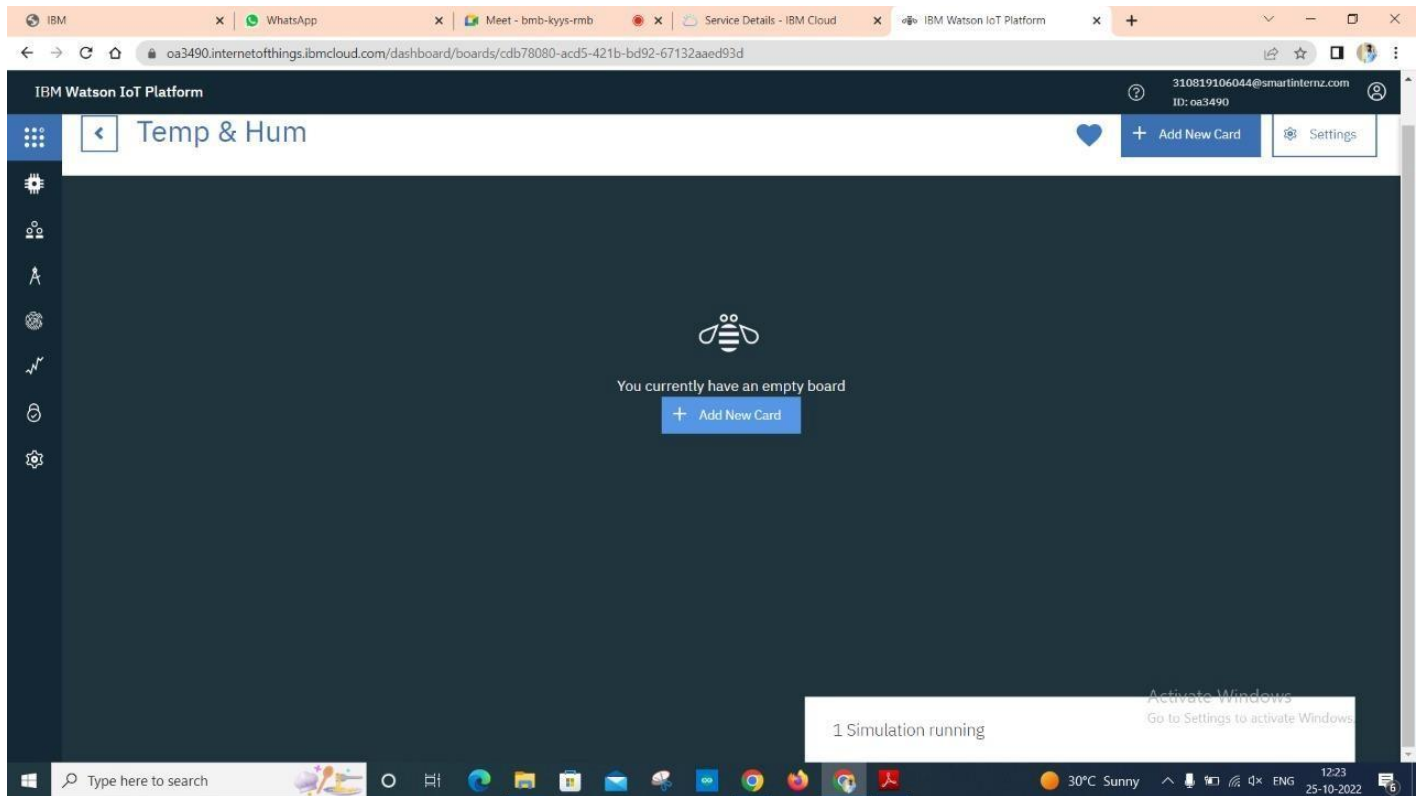 IBM
WhatsApp
Meet - bmb-kyys-rmb
Service Details - IBM Cloud
IBM Watson IoT Platform
oa3490.internetofthings.ibmcloud.com/dashboard/boards/cdb78080-acd5-421b-bd92-67132aaed93d
IBM Watson IoT Platform
310819106044@smartinternz.com
ID: oa3490
Temp & Hum
+ Add New Card
Settings
You currently have an empty board
+ Add New Card
1 Simulation running
Activate Windows
Go to Settings to activate Windows.
Type here to search
30°C Sunny
ENG
12:23
25-10-2022
6